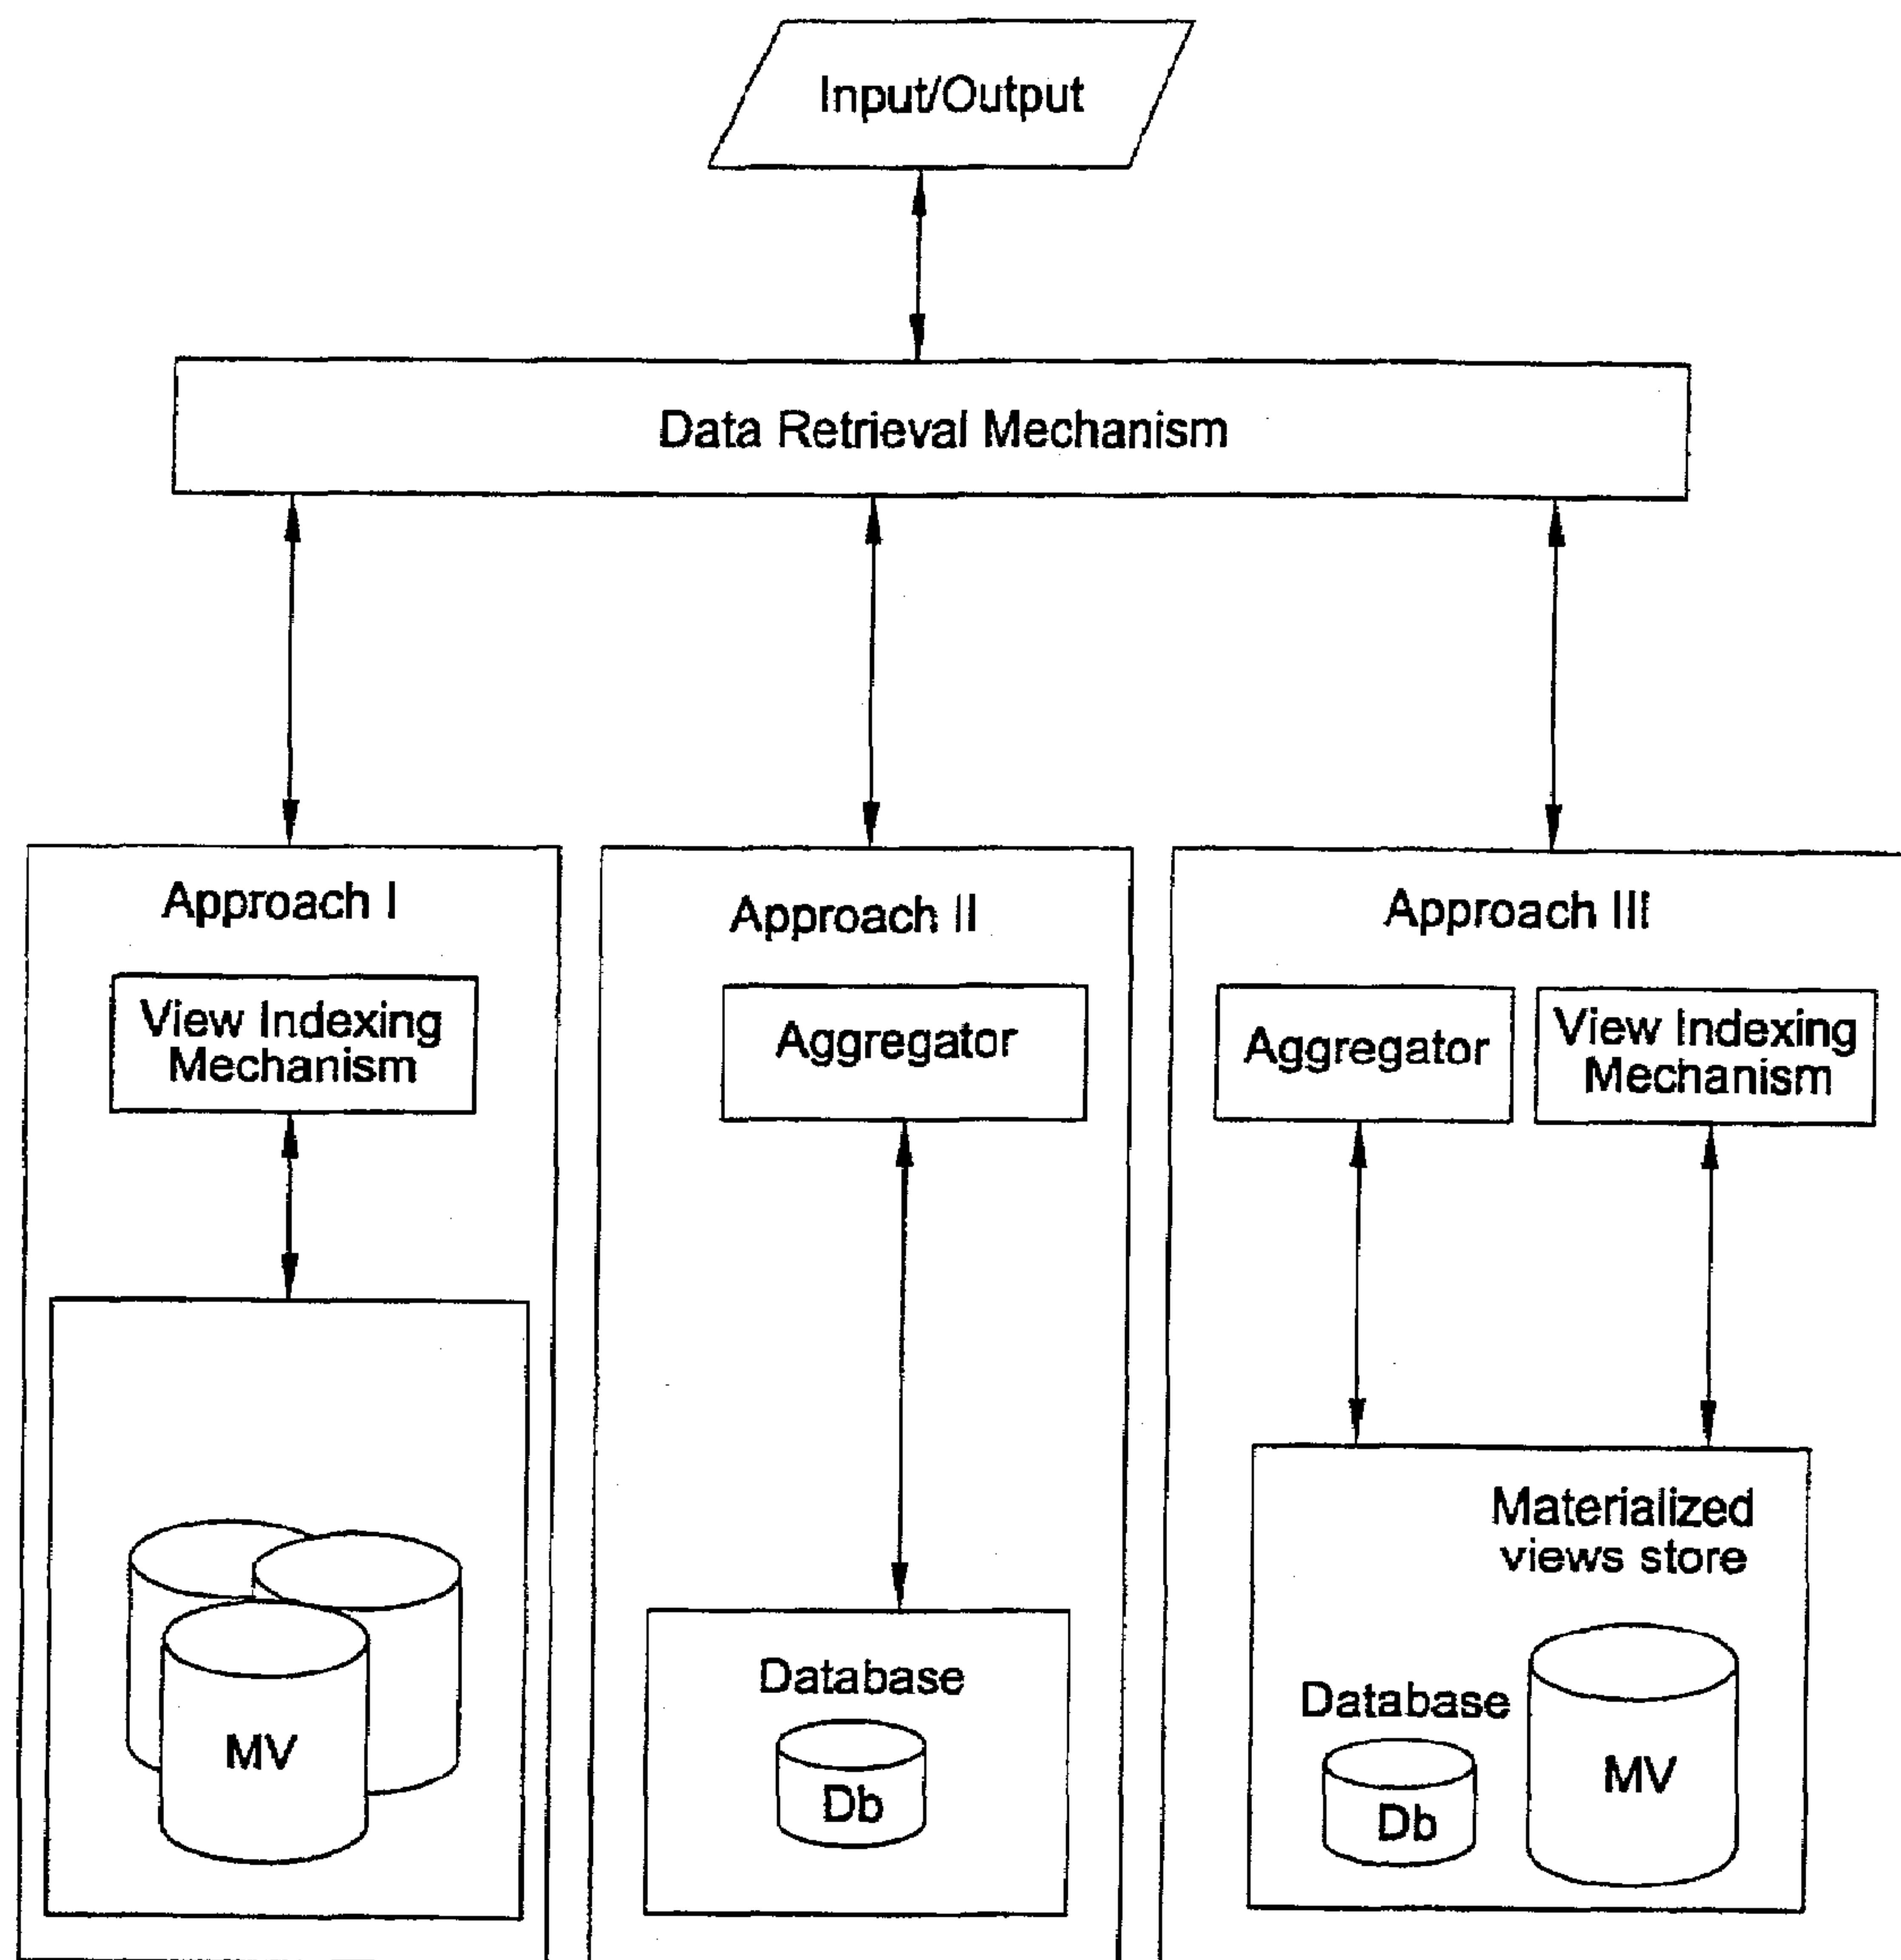 Input/Output
Data Retrieval Mechanism
Approach I
View Indexing
Mechanism
MV
Approach II
Aggregator
Database
Db
Approach III
Aggregator
View Indexing
Mechanism
Materialized
views store
Database
Db
MV